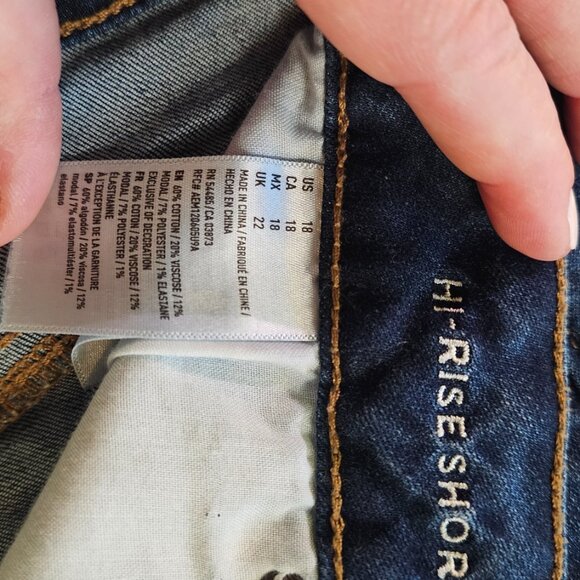 US 18
CA 18
MX 18
UK 22
MADE IN CHINA / FABRIQUÉ EN CHINE /
HECHO EN CHINA
RN 54485/CA 03873
REC# AEM12060509A
EN 60% COTTON / 20% VISCOSE / 12%
MODAL / 7% POLYESTER / 1% ELASTANE
EXCLUSIVE OF DECORATION
FR 60% COTON / 20% VISCOSE / 12%
MODAL / 7% POLYESTER / 1%
ÉLASTHANNE
À L'EXCEPTION DE LA GARNITURE
SP 60% algodón / 20% viscosa / 12%
modal / 7% elastomultiéster / 1%
elastano
HI-RISE SHOR